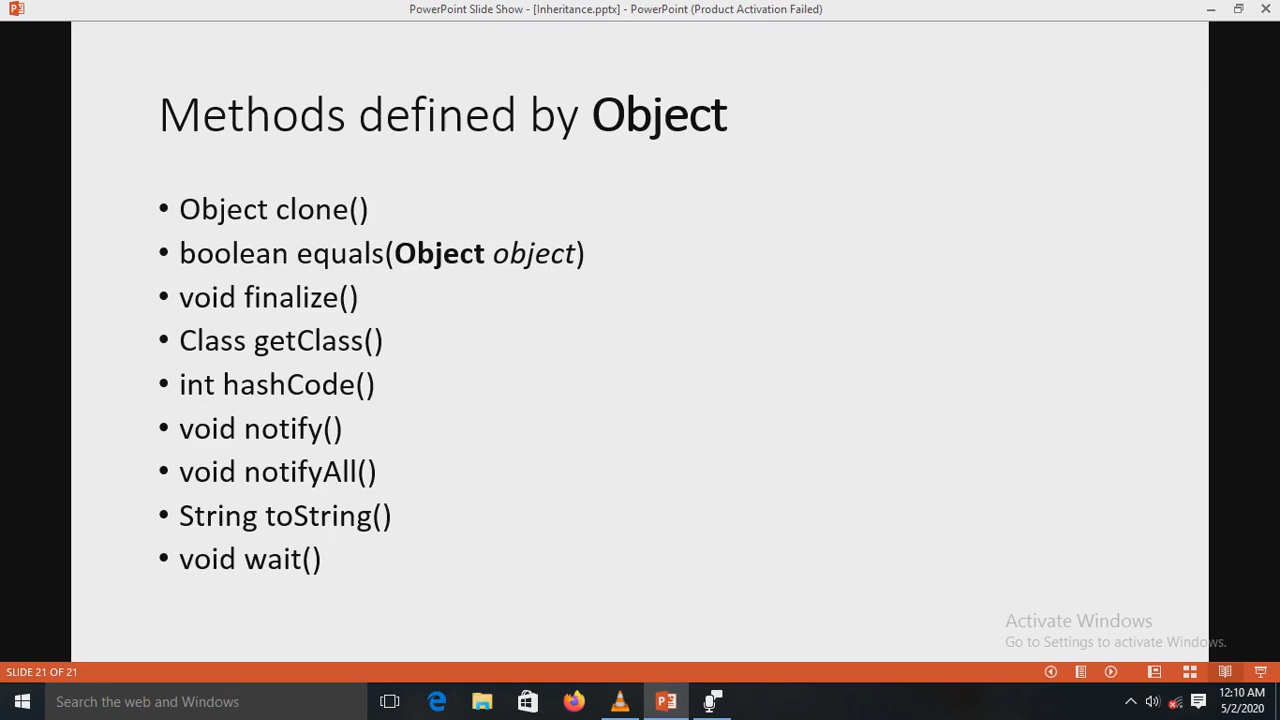 PowerPoint Slide Show - [Inheritance.pptx] - PowerPoint (Product Activation Failed)
Methods defined by Object
• Object clone()
• boolean equals(Object object)
• void finalize()
• Class getClass()
• int hashCode()
• void notify()
• void notifyAll()
• String toString()
• void wait()
Activate Windows
Go to Settings to activate Windows.
SLIDE 21 OF 21
Search the web and Windows
12:10 AM
5/2/2020